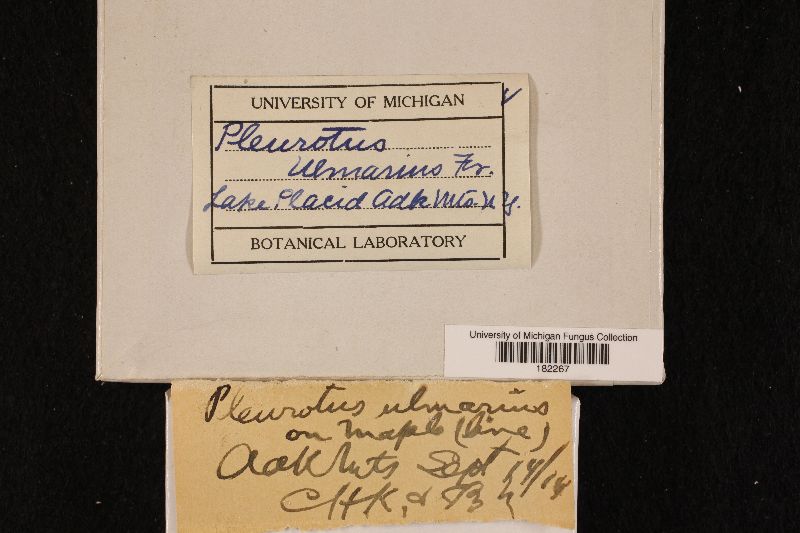 UNIVERSITY OF MICHIGAN
Pleurotus
Ulmarius Fr.
Lake Placid Adk Mts. N.Y.
BOTANICAL LABORATORY
University of Michigan Fungus Collection
182267
Pleurotus ulmarius
on Maple (live)
Adk Mts Sept 14/14
CHK. &